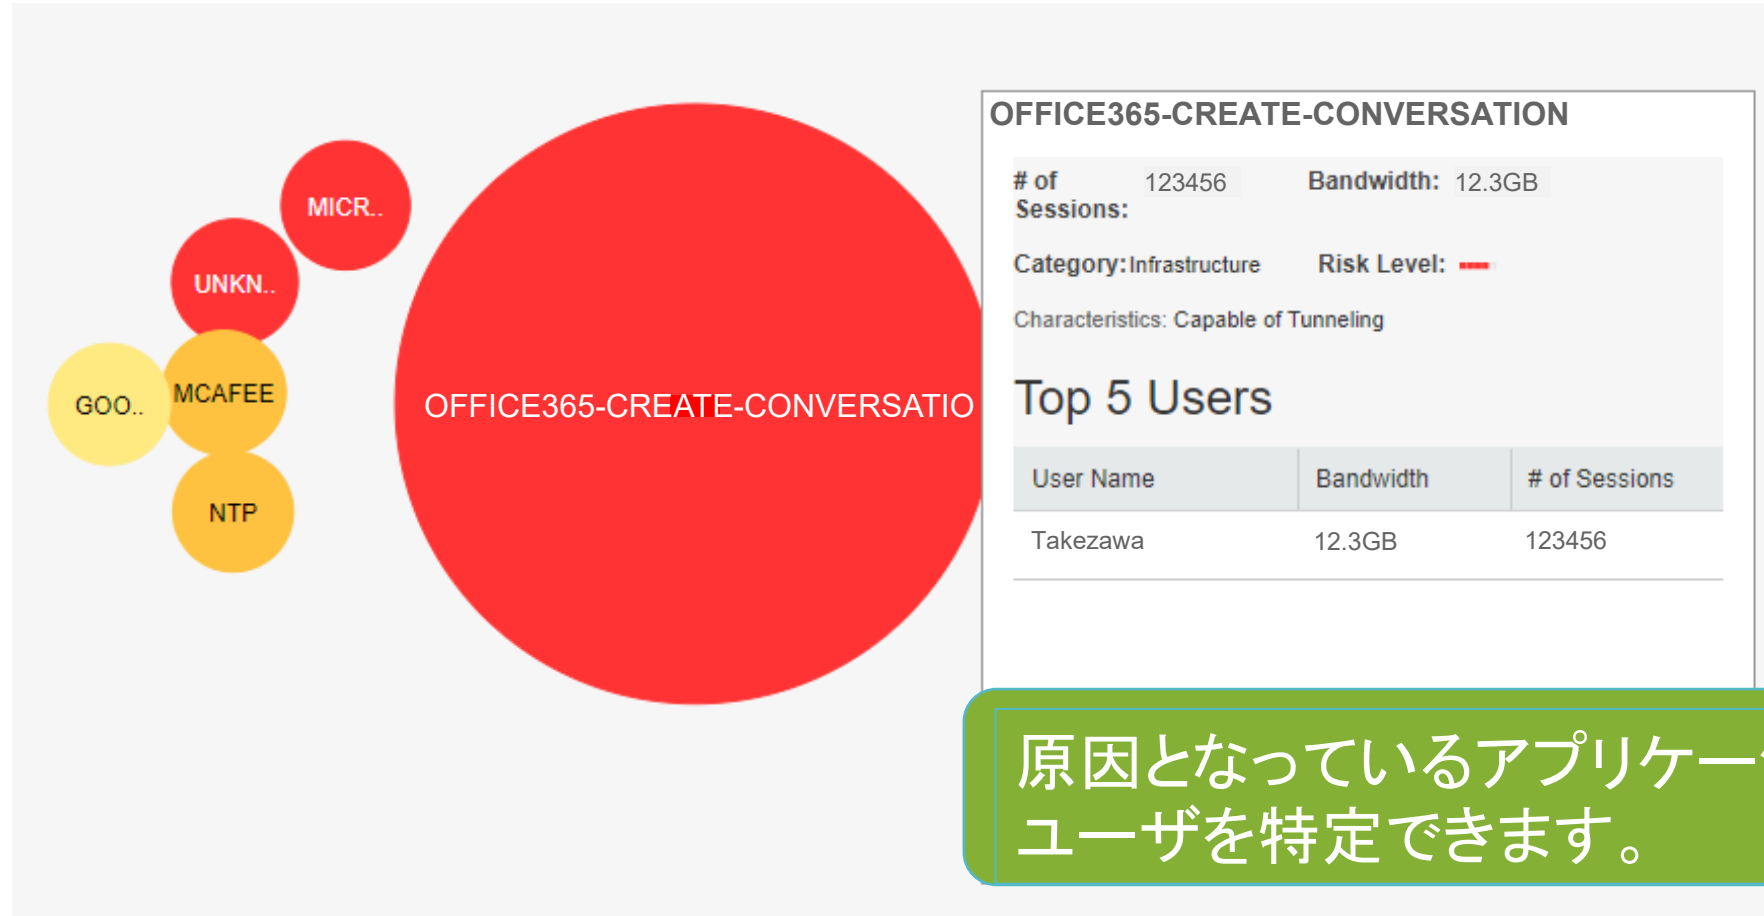 MICR..
UNKN..
GOO..
MCAFEE
NTP
OFFICE365-CREATE-CONVERSATIO
OFFICE365-CREATE-CONVERSATION
# of Sessions: 123456 Bandwidth: 12.3GB
Category: Infrastructure Risk Level:
Characteristics: Capable of Tunneling
Top 5 Users
User Name Bandwidth # of Sessions
Takezawa 12.3GB 123456
原因となっているアプリケー
ユーザを特定できます。